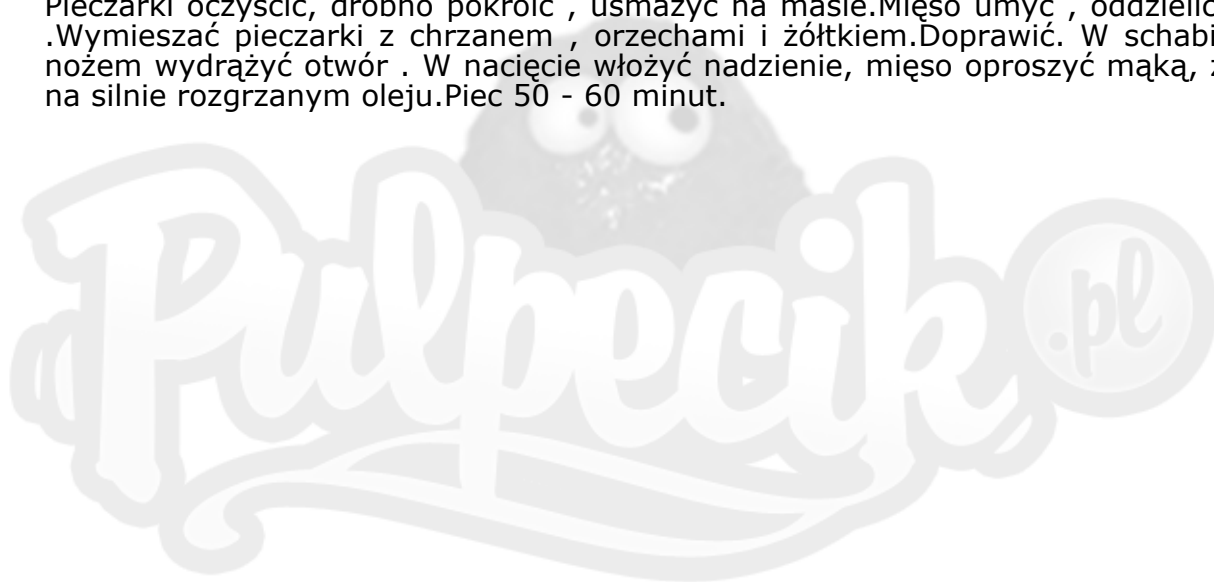 Pieczarki oczyścić, drobno pokroić , usmażyć na maśle.Mięso umyć , oddzielić
.Wymieszać pieczarki z chrzanem , orzechami i żółtkiem.Doprawić. W schabi
nożem wydrążyć otwór . W nacięcie włożyć nadzienie, mięso oproszyć mąką,
na silnie rozgrzanym oleju.Piec 50 - 60 minut.
Pulpecik .pl